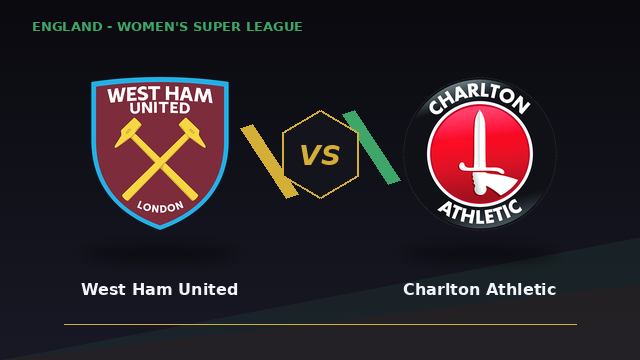 ENGLAND - WOMEN'S SUPER LEAGUE
WEST HAM
UNITED
LONDON
VS
CHARLTON
ATHLETIC
West Ham United
Charlton Athletic